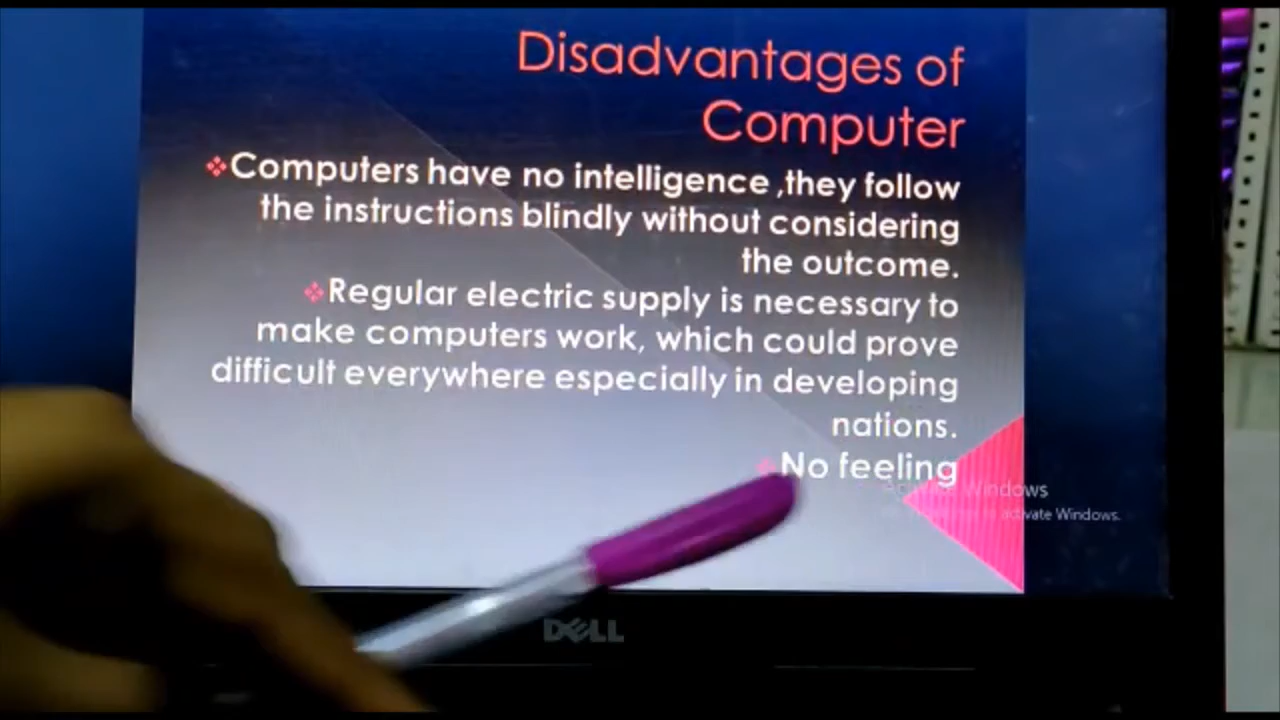 Disadvantages of
Computer
Computers have no intelligence ,they follow
the instructions blindly without considering
the outcome.
Regular electric supply is necessary to
make computers work, which could prove
difficult everywhere especially in developing
nations.
No feeling
Windows
activate Windows.
DELL